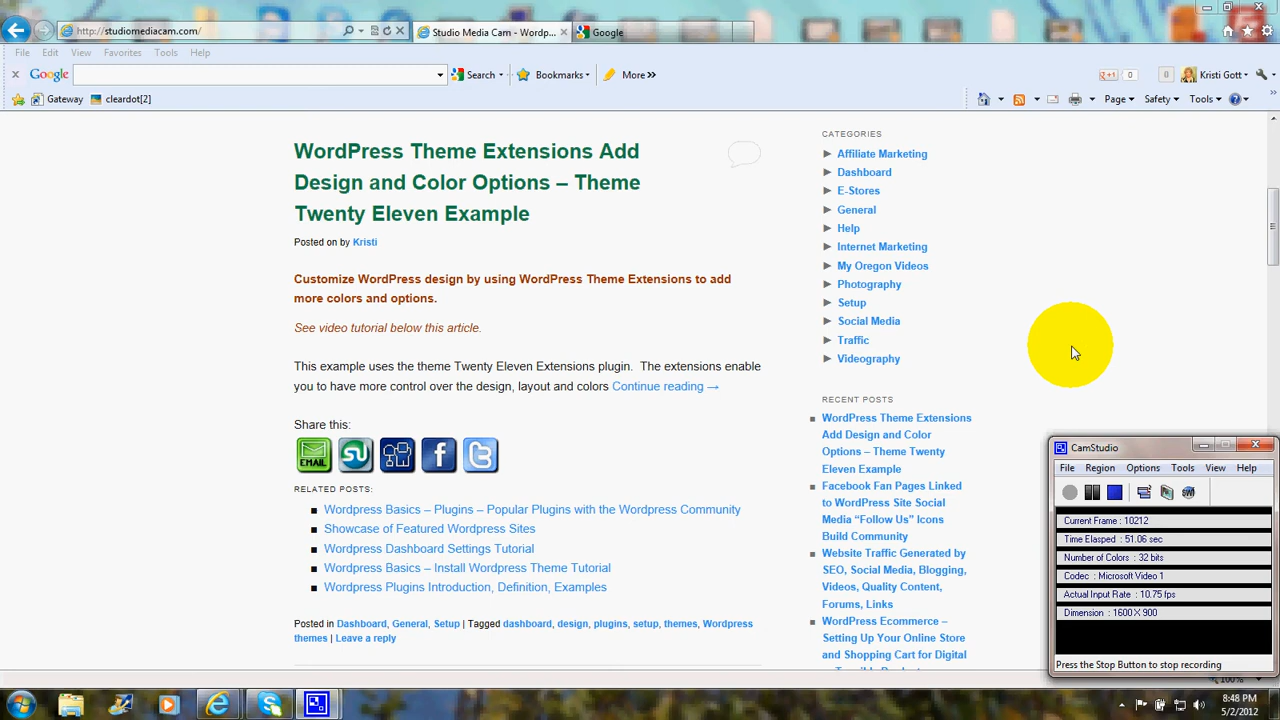 http://studiomediacam.com/
Studio Media Cam - Wordp...
Google
File Edit View Favorites Tools Help
Google
Search
Bookmarks
More »
+1 0
0
Kristi Gott
Gateway
cleardot[2]
Page
Safety
Tools
WordPress Theme Extensions Add
Design and Color Options – Theme
Twenty Eleven Example
Posted on by Kristi
Customize WordPress design by using WordPress Theme Extensions to add
more colors and options.
See video tutorial below this article.
This example uses the theme Twenty Eleven Extensions plugin. The extensions enable
you to have more control over the design, layout and colors Continue reading →
Share this:
EMAIL
RELATED POSTS:
Wordpress Basics – Plugins – Popular Plugins with the Wordpress Community
Showcase of Featured Wordpress Sites
Wordpress Dashboard Settings Tutorial
Wordpress Basics – Install Wordpress Theme Tutorial
Wordpress Plugins Introduction, Definition, Examples
Posted in Dashboard, General, Setup | Tagged dashboard, design, plugins, setup, themes, Wordpress
themes | Leave a reply
CATEGORIES
Affiliate Marketing
Dashboard
E-Stores
General
Help
Internet Marketing
My Oregon Videos
Photography
Setup
Social Media
Traffic
Videography
RECENT POSTS
WordPress Theme Extensions
Add Design and Color
Options – Theme Twenty
Eleven Example
Facebook Fan Pages Linked
to WordPress Site Social
Media “Follow Us” Icons
Build Community
Website Traffic Generated by
SEO, Social Media, Blogging,
Videos, Quality Content,
Forums, Links
WordPress Ecommerce –
Setting Up Your Online Store
and Shopping Cart for Digital
CamStudio
File Region Options Tools View Help
Current Frame : 10212
Time Elasped : 51.06 sec
Number of Colors : 32 bits
Codec : Microsoft Video 1
Actual Input Rate : 10.75 fps
Dimension : 1600 X 900
Press the Stop Button to stop recording
8:48 PM
5/2/2012